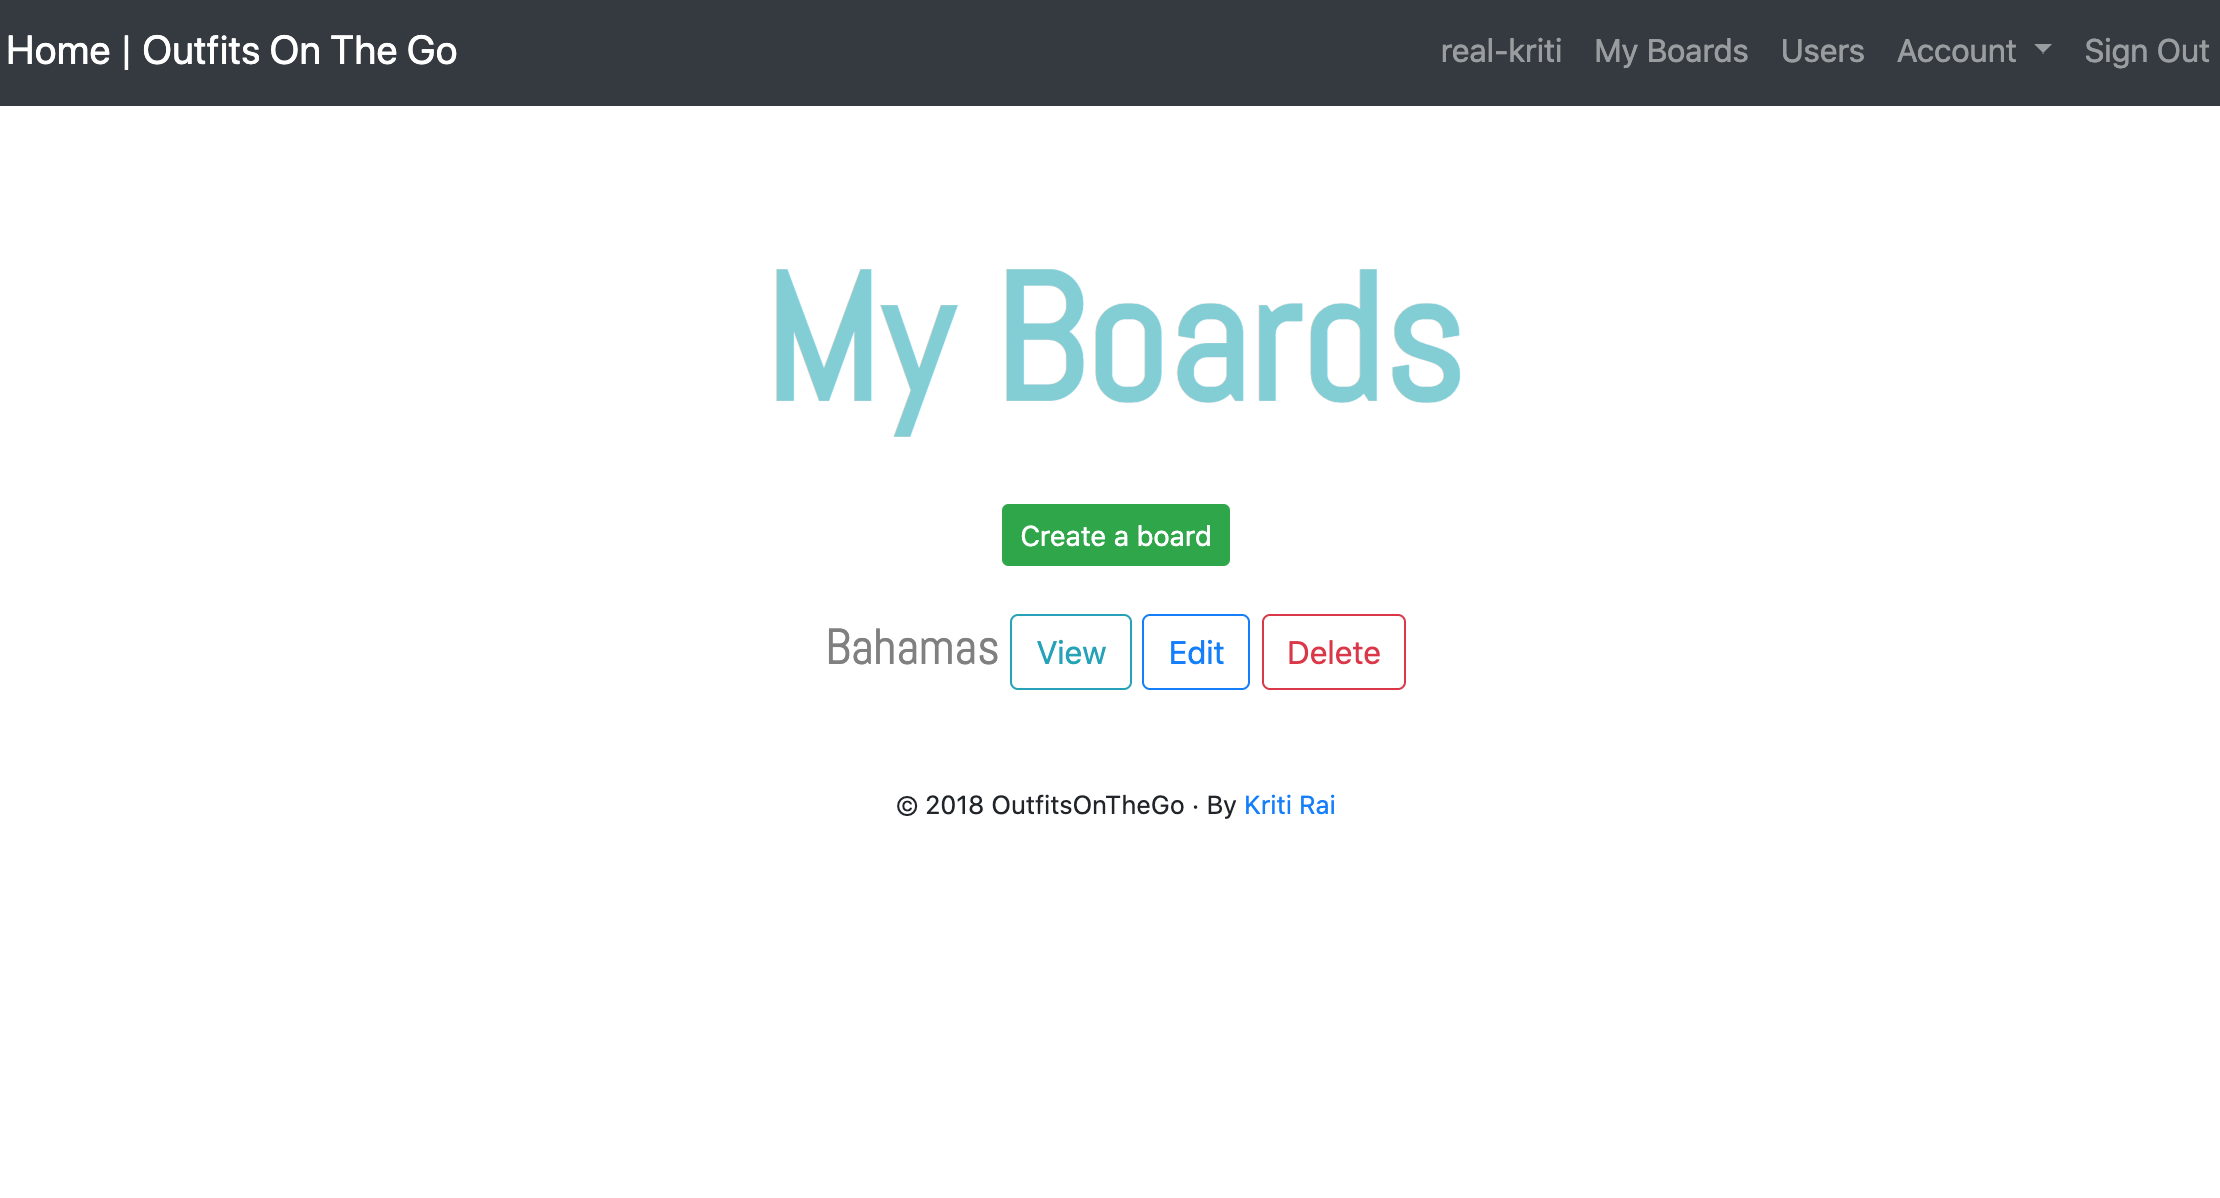 Home | Outfits On The Go real-kriti My Boards Users Account Sign Out
My Boards
Create a board
Bahamas View Edit Delete
© 2018 OutfitsOnTheGo · By Kriti Rai